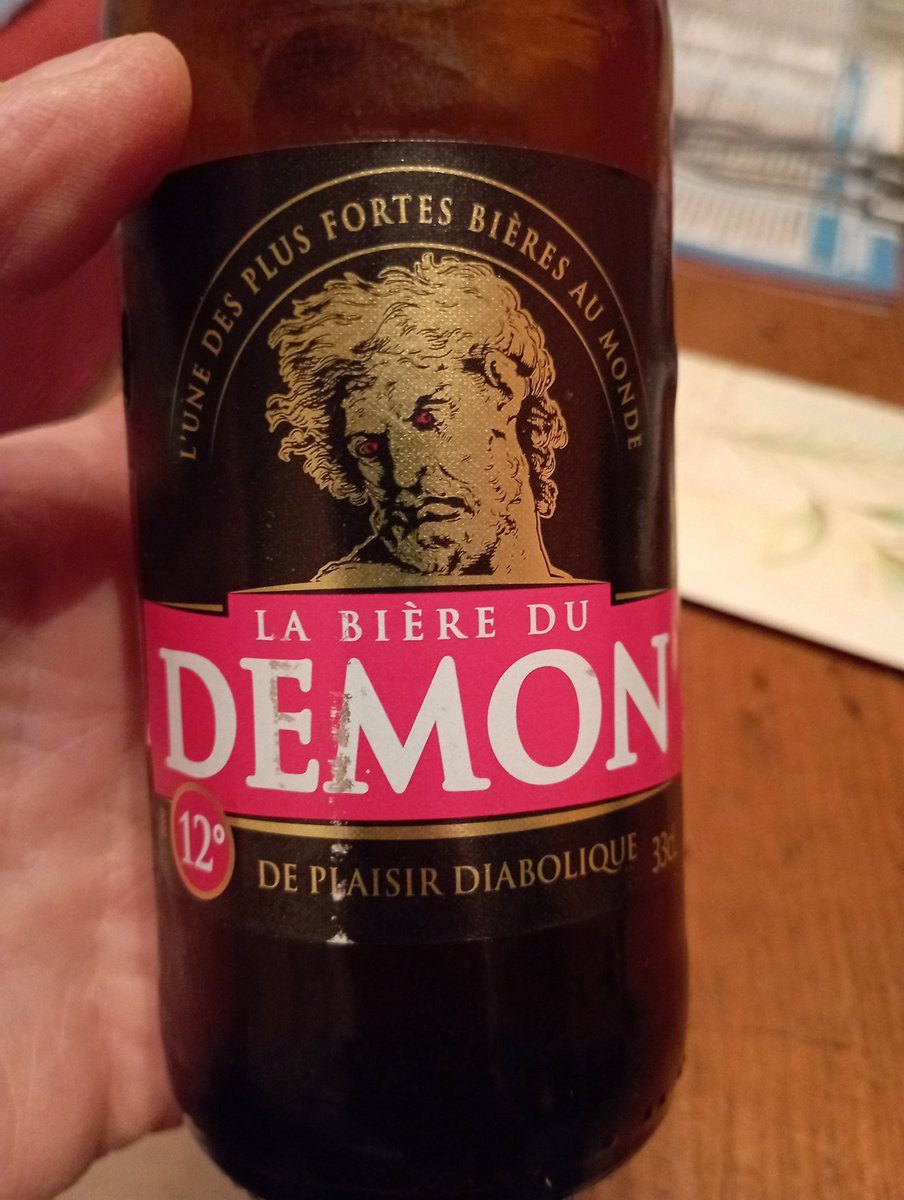 L'UNE DES PLUS FORTES BIÈRES AU MONDE
LA BIÈRE DU
DEMON
12°
DE PLAISIR DIABOLIQUE
33cl